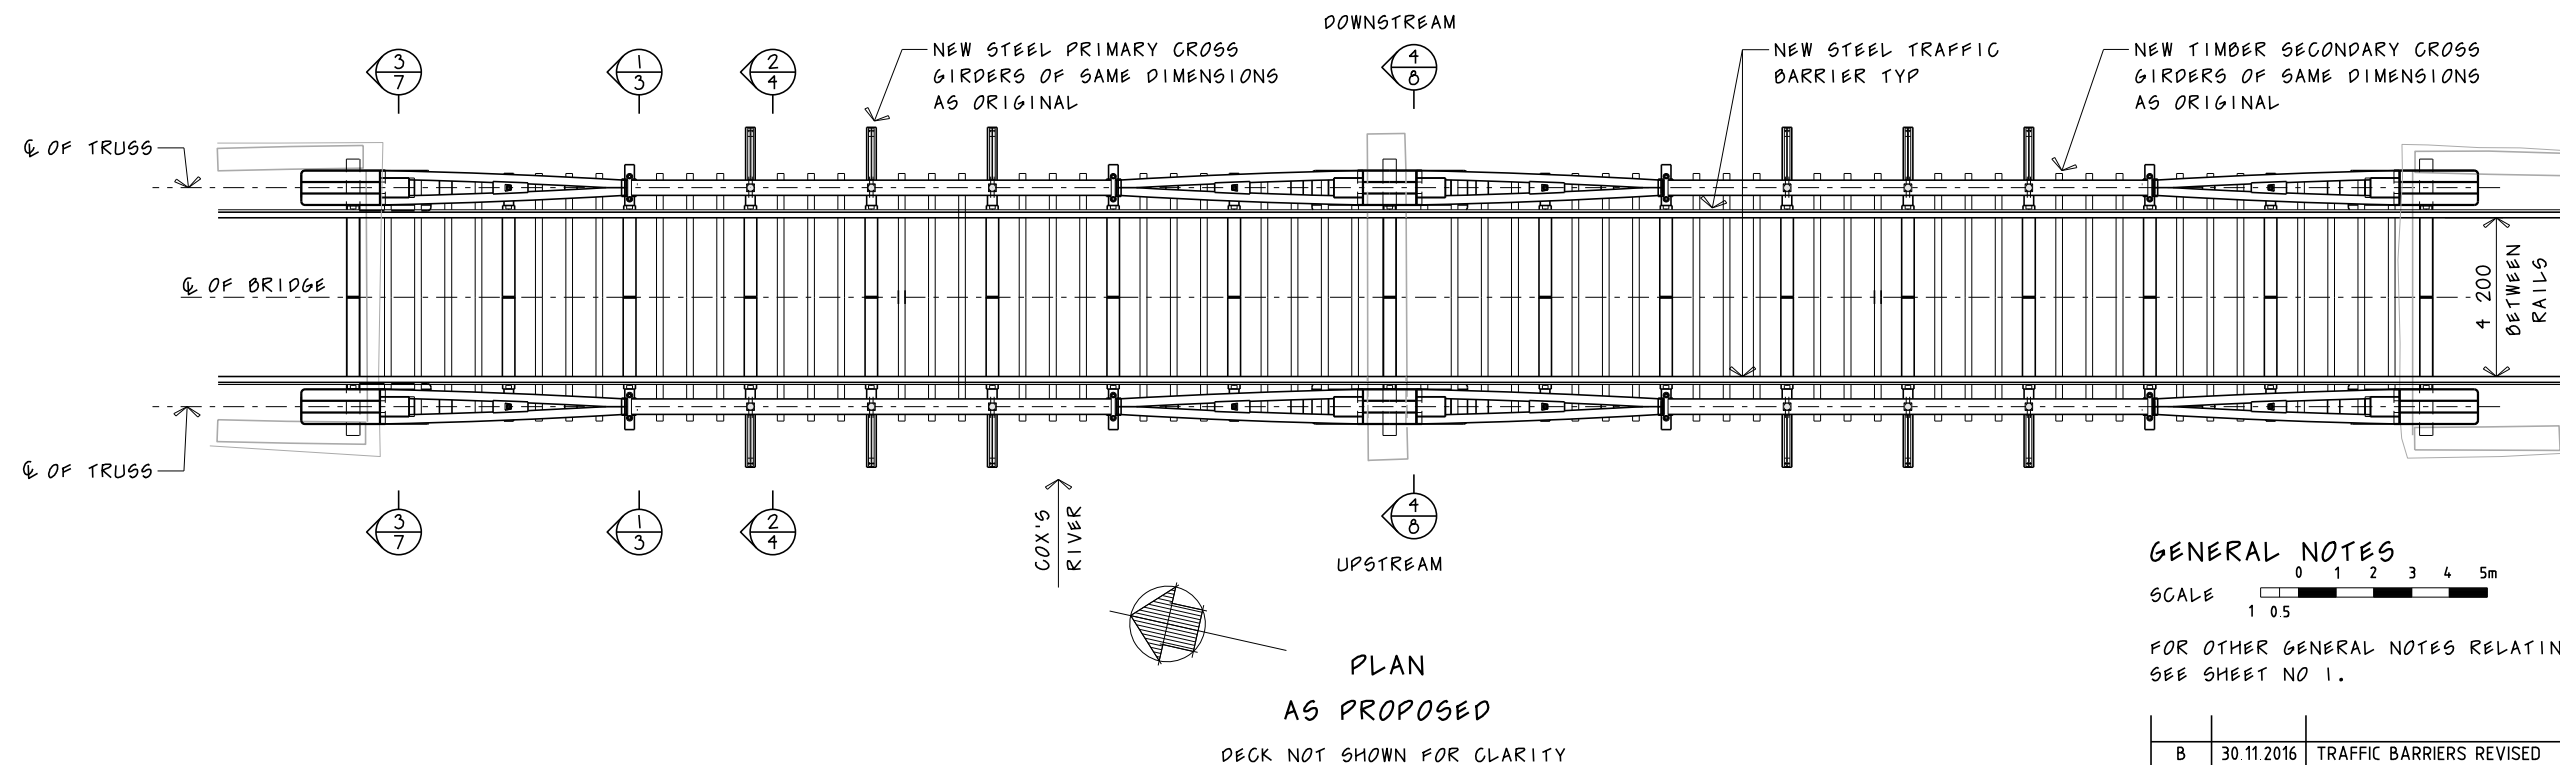 DOWNSTREAM
3
7
1
3
2
4
NEW STEEL PRIMARY CROSS
GIRDERS OF SAME DIMENSIONS
AS ORIGINAL
4
8
NEW STEEL TRAFFIC
BARRIER TYP
NEW TIMBER SECONDARY CROSS
GIRDERS OF SAME DIMENSIONS
AS ORIGINAL
℄ OF TRUSS
℄ OF BRIDGE
4 200
BETWEEN
RAILS
℄ OF TRUSS
3
7
1
3
2
4
COX'S
RIVER
4
8
UPSTREAM
PLAN
AS PROPOSED
DECK NOT SHOWN FOR CLARITY
GENERAL NOTES
0 1 2 3 4 5m
SCALE
1 0.5
FOR OTHER GENERAL NOTES RELATIN
SEE SHEET NO 1.
B 30.11.2016 TRAFFIC BARRIERS REVISED